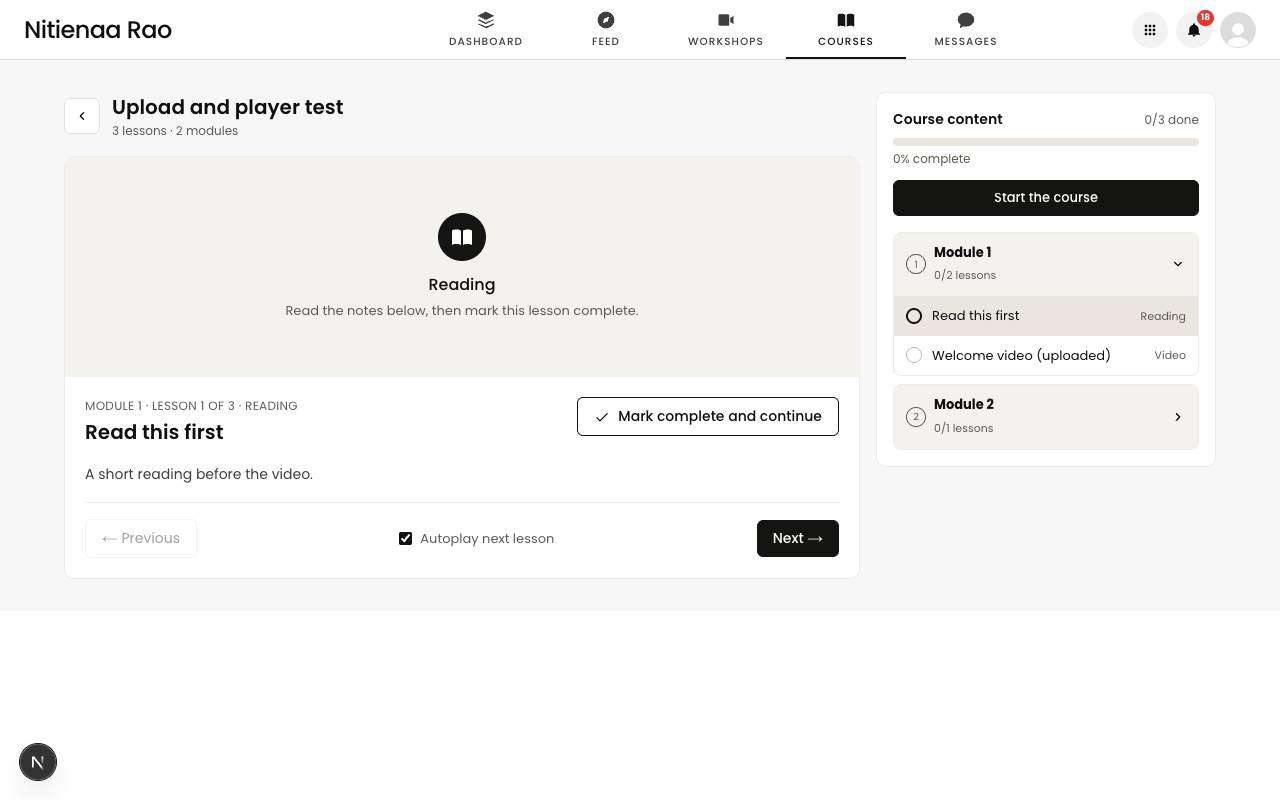 Nitienaa Rao
DASHBOARD
FEED
WORKSHOPS
COURSES
MESSAGES
18
Upload and player test
3 lessons · 2 modules
Reading
Read the notes below, then mark this lesson complete.
MODULE 1 · LESSON 1 OF 3 · READING
Read this first
Mark complete and continue
A short reading before the video.
← Previous
Autoplay next lesson
Next →
Course content
0/3 done
0% complete
Start the course
1
Module 1
0/2 lessons
Read this first
Reading
Welcome video (uploaded)
Video
2
Module 2
0/1 lessons
N